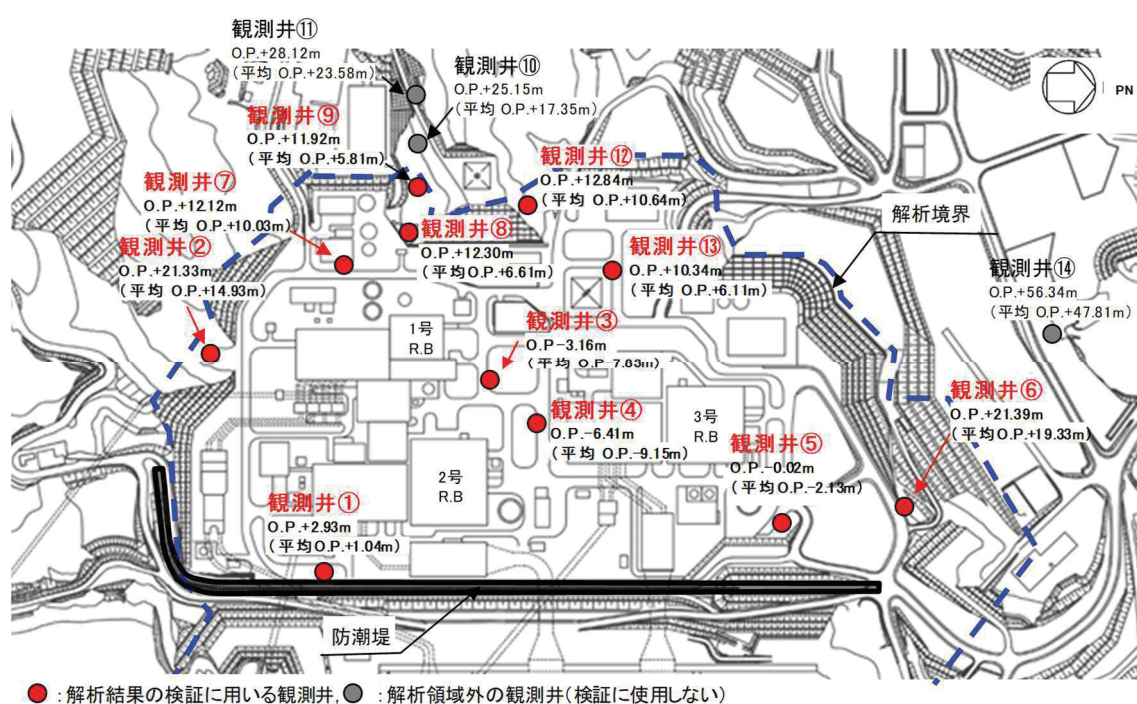 観測井⑪
O.P.+28.12m
(平均 O.P.+23.58m)
観測井⑩
O.P.+25.15m
(平均 O.P.+17.35m)
PN
観測井⑨
O.P.+11.92m
(平均 O.P.+5.81m)
観測井⑫
O.P.+12.84m
(平均 O.P.+10.64m)
観測井⑦
O.P.+12.12m
(平均 O.P.+10.03m)
解析境界
観測井⑧
O.P.+12.30m
(平均 O.P.+6.61m)
観測井⑬
O.P.+10.34m
(平均 O.P.+6.11m)
観測井②
O.P.+21.33m
(平均 O.P.+14.93m)
観測井⑭
O.P.+56.34m
(平均 O.P.+47.81m)
観測井③
O.P-3.16m
(平均 O.P-7.63m)
1号
R.B
観測井⑥
O.P.+21.39m
(平均O.P.+19.33m)
観測井④
O.P.-6.41m
(平均 O.P.-9.15m)
3号
R.B
観測井⑤
O.P.-0.02m
(平均O.P.-2.13m)
2号
R.B
観測井①
O.P.+2.93m
(平均O.P.+1.04m)
防潮堤
:解析結果の検証に用いる観測井, :解析領域外の観測井(検証に使用しない)